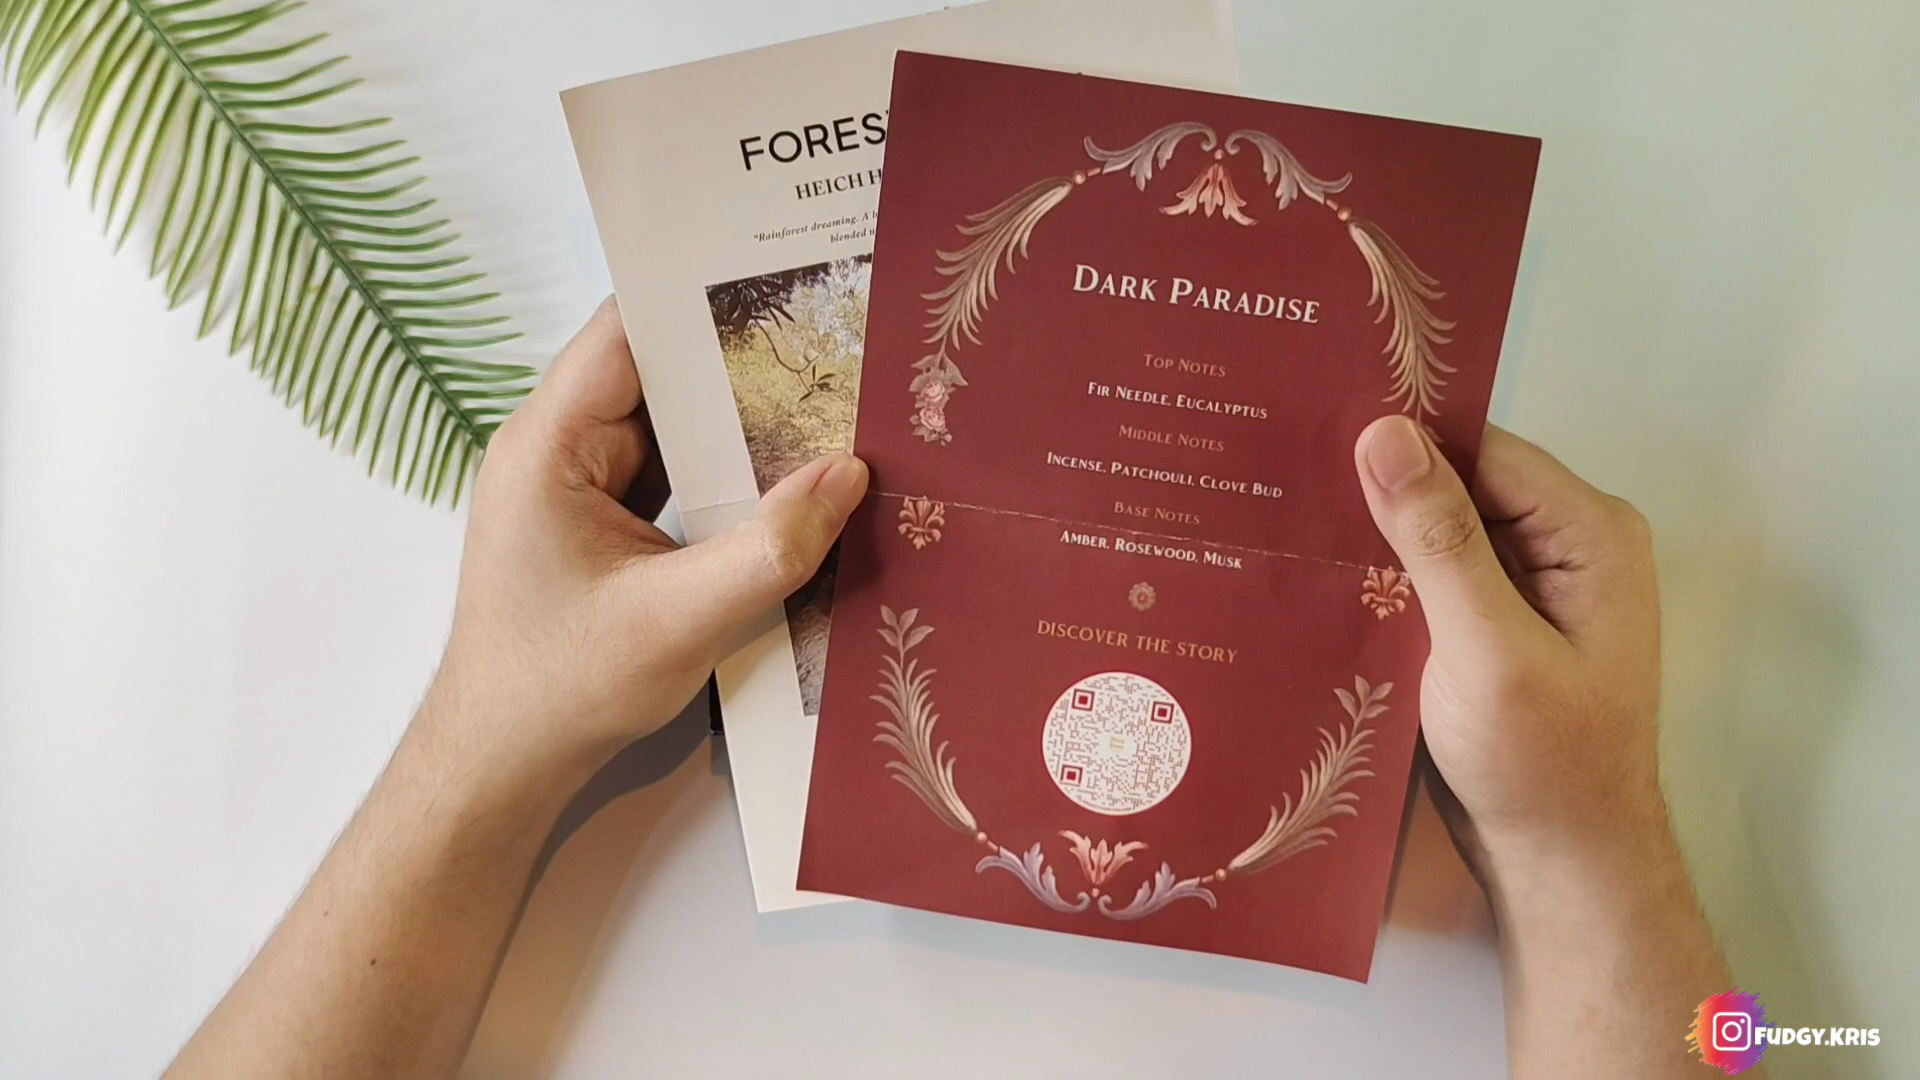 FORES
HEICH H
"Rainforest dreaming. A b
blended u
DARK PARADISE
TOP NOTES
FIR NEEDLE, EUCALYPTUS
MIDDLE NOTES
INCENSE, PATCHOULI, CLOVE BUD
BASE NOTES
AMBER, ROSEWOOD, MUSK
DISCOVER THE STORY
FUDGY.KRIS